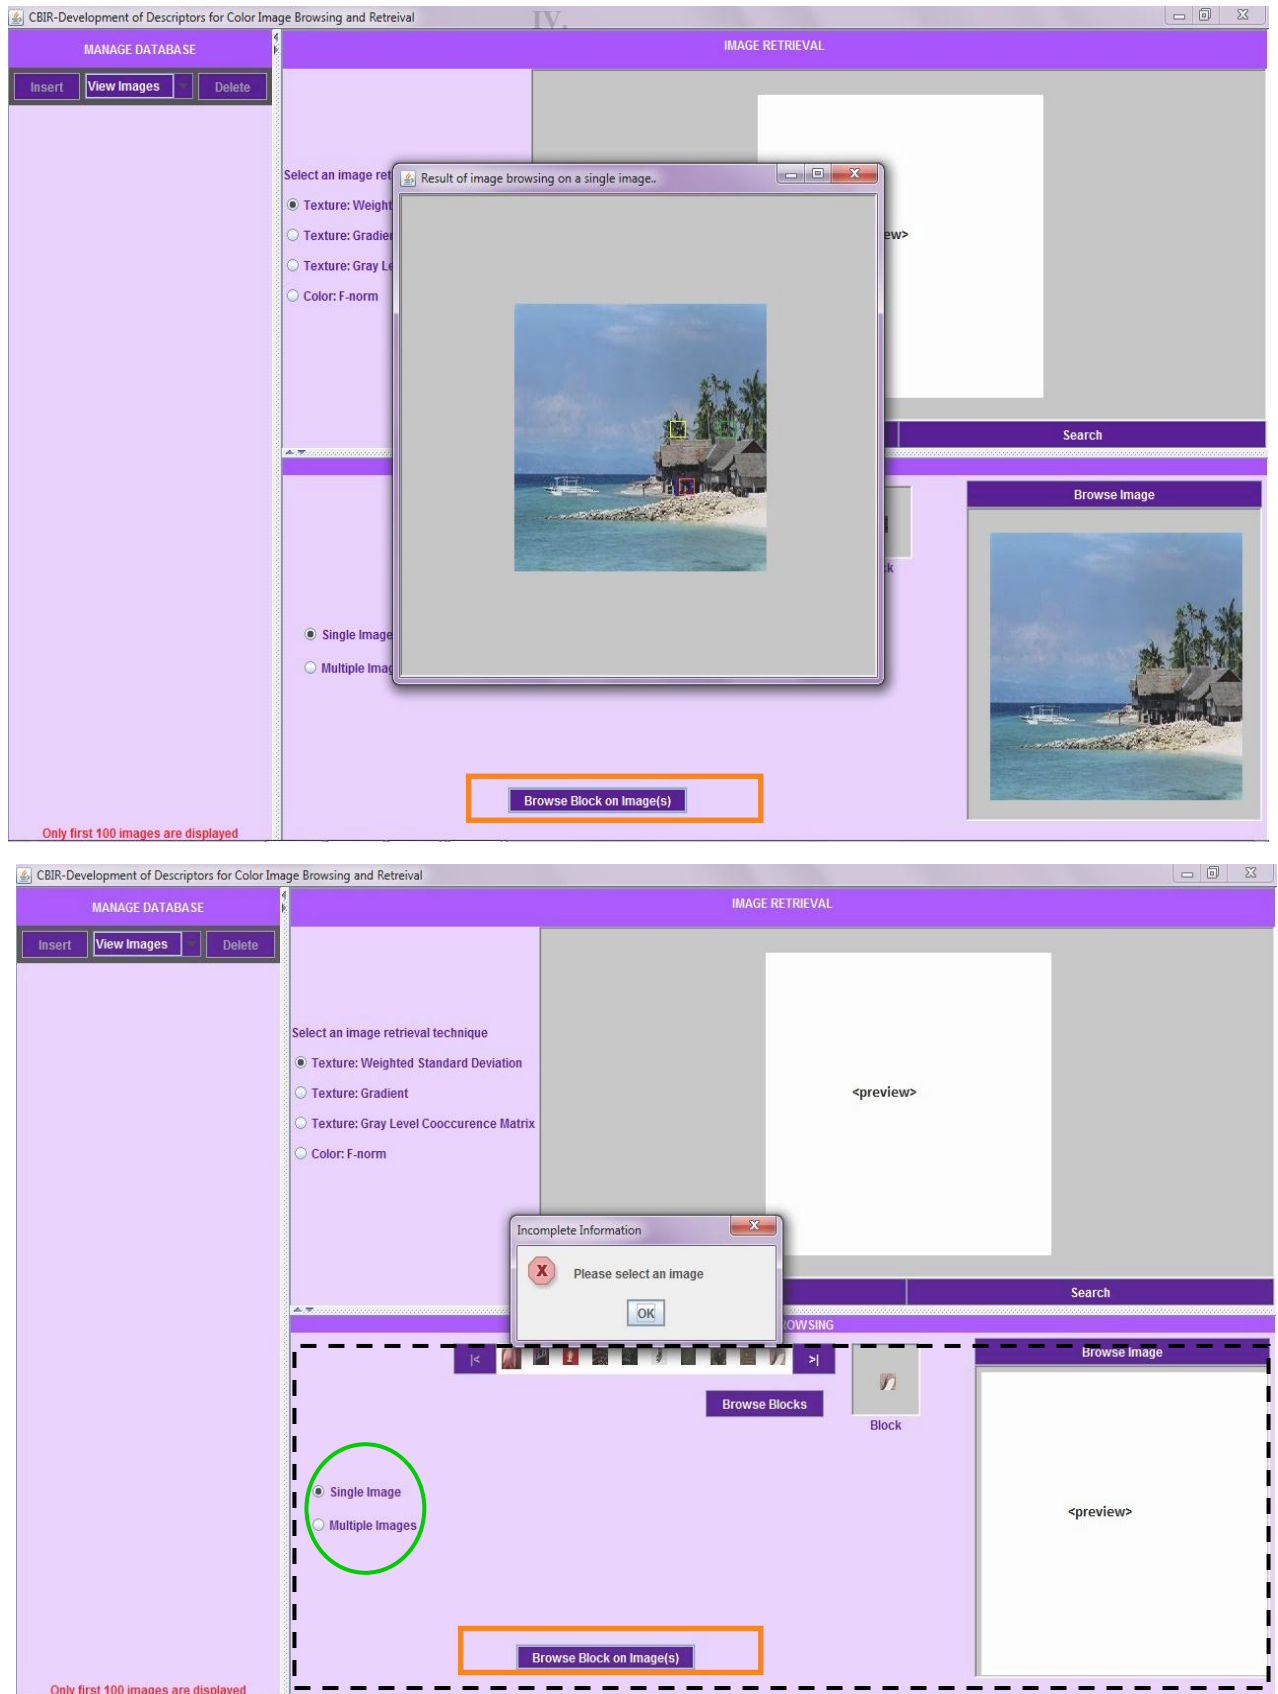 CBIR-Development of Descriptors for Color Image Browsing and Retreival
IV.
MANAGE DATABASE
IMAGE RETRIEVAL
Insert
View Images
Delete
Select an image ret
Result of image browsing on a single image..
Texture: Weight
Texture: Gradie
ew>
Texture: Gray Le
Color: F-norm
Search
Browse Image
k
Single Image
Multiple Imag
Browse Block on Image(s)
Only first 100 images are displayed
CBIR-Development of Descriptors for Color Image Browsing and Retreival
MANAGE DATABASE
IMAGE RETRIEVAL
Insert
View Images
Delete
Select an image retrieval technique
Texture: Weighted Standard Deviation
Texture: Gradient
<preview>
Texture: Gray Level Cooccurence Matrix
Color: F-norm
Incomplete Information
Please select an image
OK
Search
OWSING
|<
>|
Browse Image
Browse Blocks
Block
Single Image
Multiple Images
<preview>
Browse Block on Image(s)
Only first 100 images are displayed